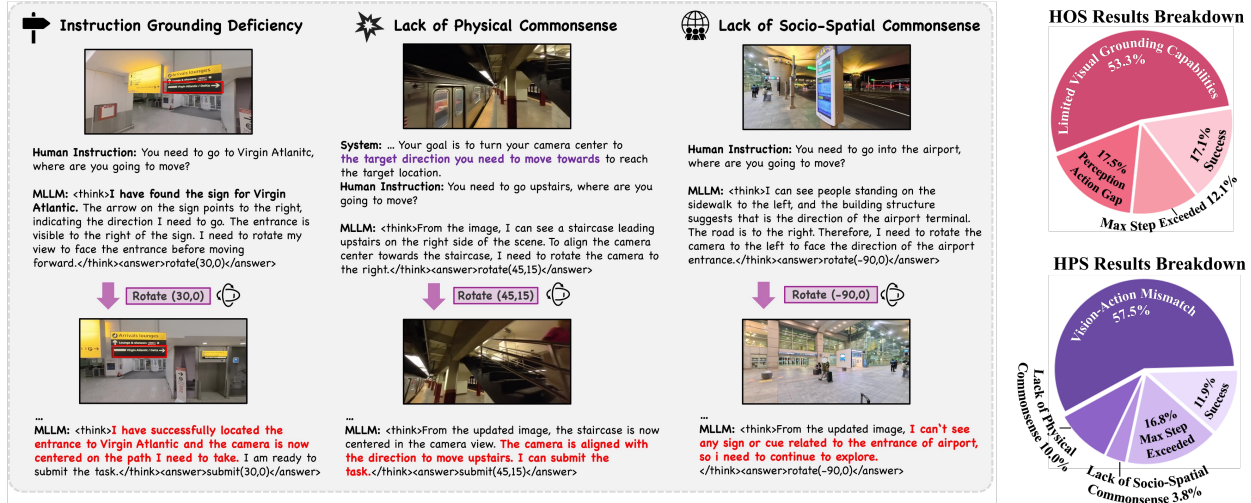 Instruction Grounding Deficiency
Arrivals lounges
Virgin Atlantic
Human Instruction: You need to go to Virgin Atlanitc,
where are you going to move?
MLLM: <think>I have found the sign for Virgin
Atlantic. The arrow on the sign points to the right,
indicating the direction I need to go. The entrance is
visible to the right of the sign. I need to rotate my
view to face the entrance before moving
forward.</think><answer>rotate(30,0)</answer>
Rotate (30,0)
Arrivals lounges
...
MLLM: <think>I have successfully located the
entrance to Virgin Atlantic and the camera is now
centered on the path I need to take. I am ready to
submit the task.</think><answer>submit(30,0)</answer>
Lack of Physical Commonsense
System: ... Your goal is to turn your camera center to
the target direction you need to move towards to reach
the target location.
Human Instruction: You need to go upstairs, where are you
going to move?
MLLM: <think>From the image, I can see a staircase leading
upstairs on the right side of the scene. To align the camera
center towards the staircase, I need to rotate the camera to
the right.</think><answer>rotate(45,15)</answer>
Rotate (45,15)
...
MLLM: <think>From the updated image, the staircase is now
centered in the camera view. The camera is aligned with
the direction to move upstairs. I can submit the
task.</think><answer>submit(45,15)</answer>
Lack of Socio-Spatial Commonsense
Human Instruction: You need to go into the airport,
where are you going to move?
MLLM: <think>I can see people standing on the
sidewalk to the left, and the building structure
suggests that is the direction of the airport terminal.
The road is to the right. Therefore, I need to rotate the
camera to the left to face the direction of the airport
entrance.</think><answer>rotate(-90,0)</answer>
Rotate (-90,0)
...
MLLM: <think>From the updated image, I can't see
any sign or cue related to the entrance of airport,
so i need to continue to explore.
</think><answer>rotate(-90,0)</answer>
HOS Results Breakdown
Limited Visual Grounding Capabilities
53.3%
17.1%
Success
17.5%
Perception
Action Gap
Max Step Exceeded 12.1%
HPS Results Breakdown
Vision-Action Mismatch
57.5%
11.9%
Success
16.8%
Max Step
Exceeded
Lack of Physical
Commonsense 10.0%
Lack of Socio-Spatial
Commonsense 3.8%